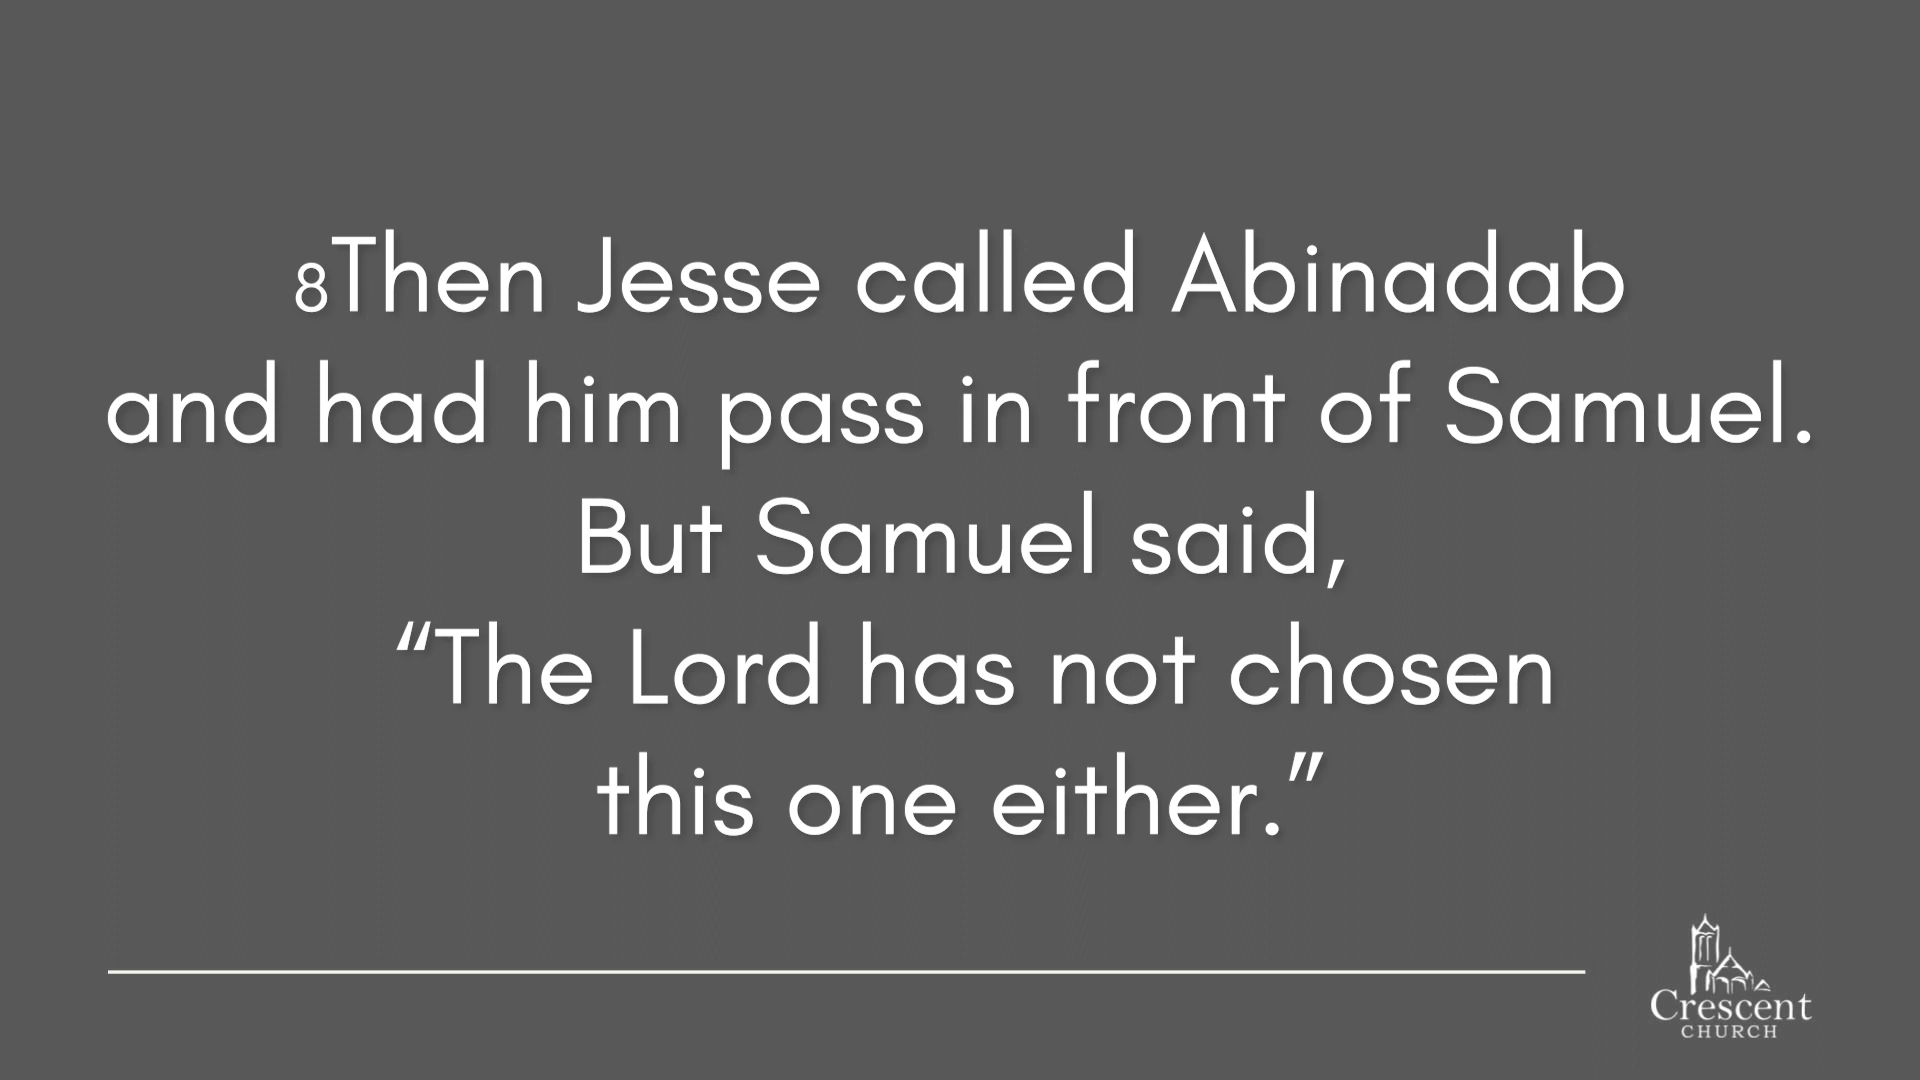 8Then Jesse called Abinadab
and had him pass in front of Samuel.
But Samuel said,
“The Lord has not chosen
this one either.”
Crescent
CHURCH